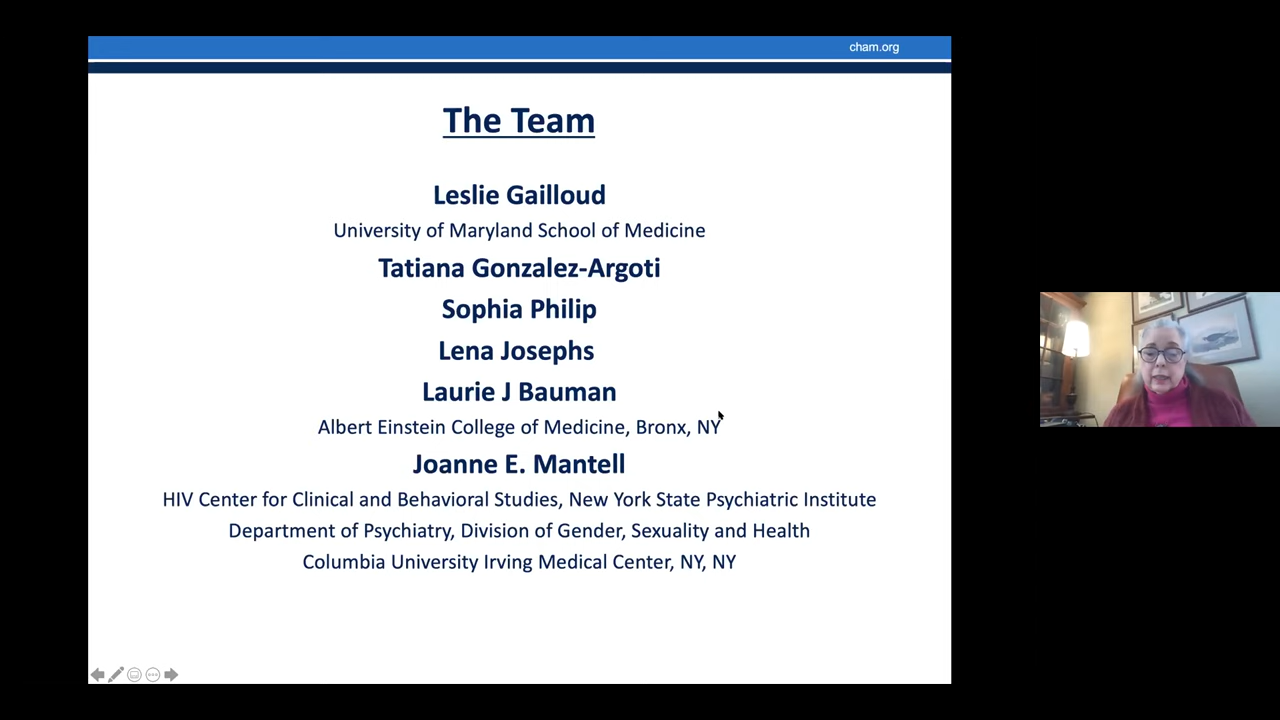 cham.org
The Team
Leslie Gailloud
University of Maryland School of Medicine
Tatiana Gonzalez-Argoti
Sophia Philip
Lena Josephs
Laurie J Bauman
Albert Einstein College of Medicine, Bronx, NY
Joanne E. Mantell
HIV Center for Clinical and Behavioral Studies, New York State Psychiatric Institute
Department of Psychiatry, Division of Gender, Sexuality and Health
Columbia University Irving Medical Center, NY, NY